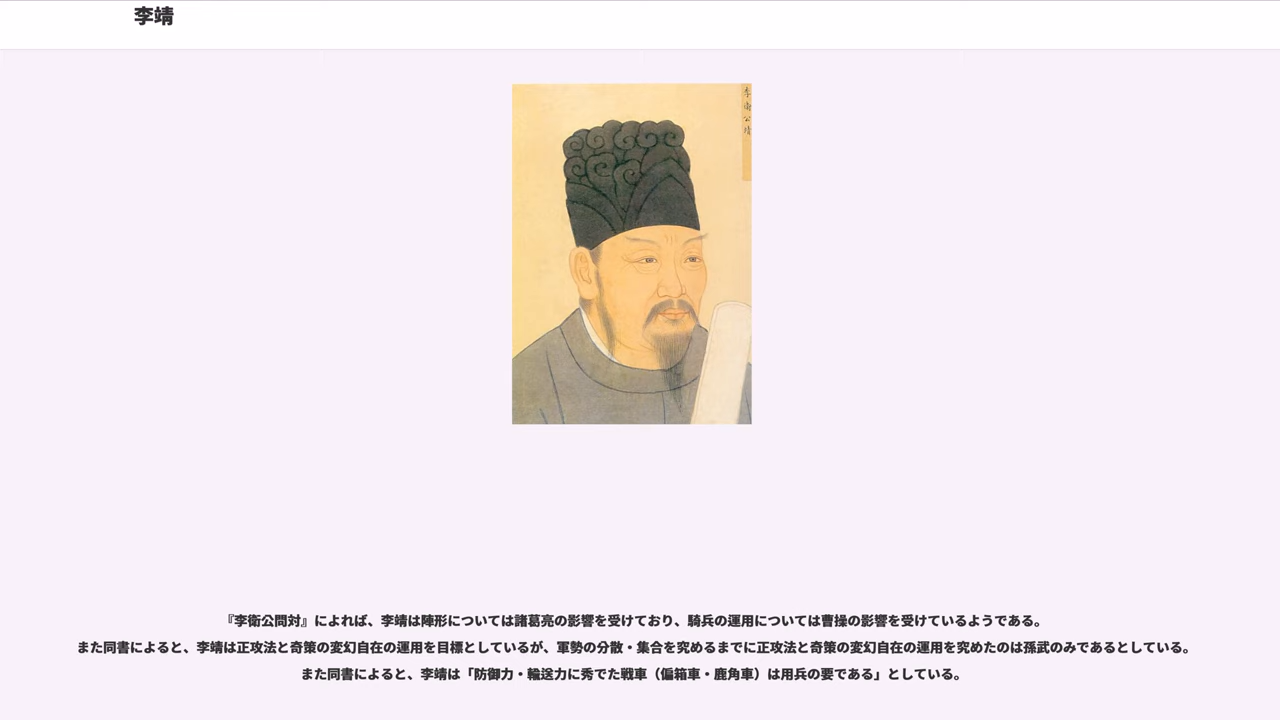 李靖
李衛公靖
『李衛公問対』によれば、李靖は陣形については諸葛亮の影響を受けており、騎兵の運用については曹操の影響を受けているようである。
また同書によると、李靖は正攻法と奇策の変幻自在の運用を目標としているが、軍勢の分散・集合を究めるまでに正攻法と奇策の変幻自在の運用を究めたのは孫武のみであるとしている。
また同書によると、李靖は「防御力・輸送力に秀でた戦車（偏箱車・鹿角車）は用兵の要である」としている。